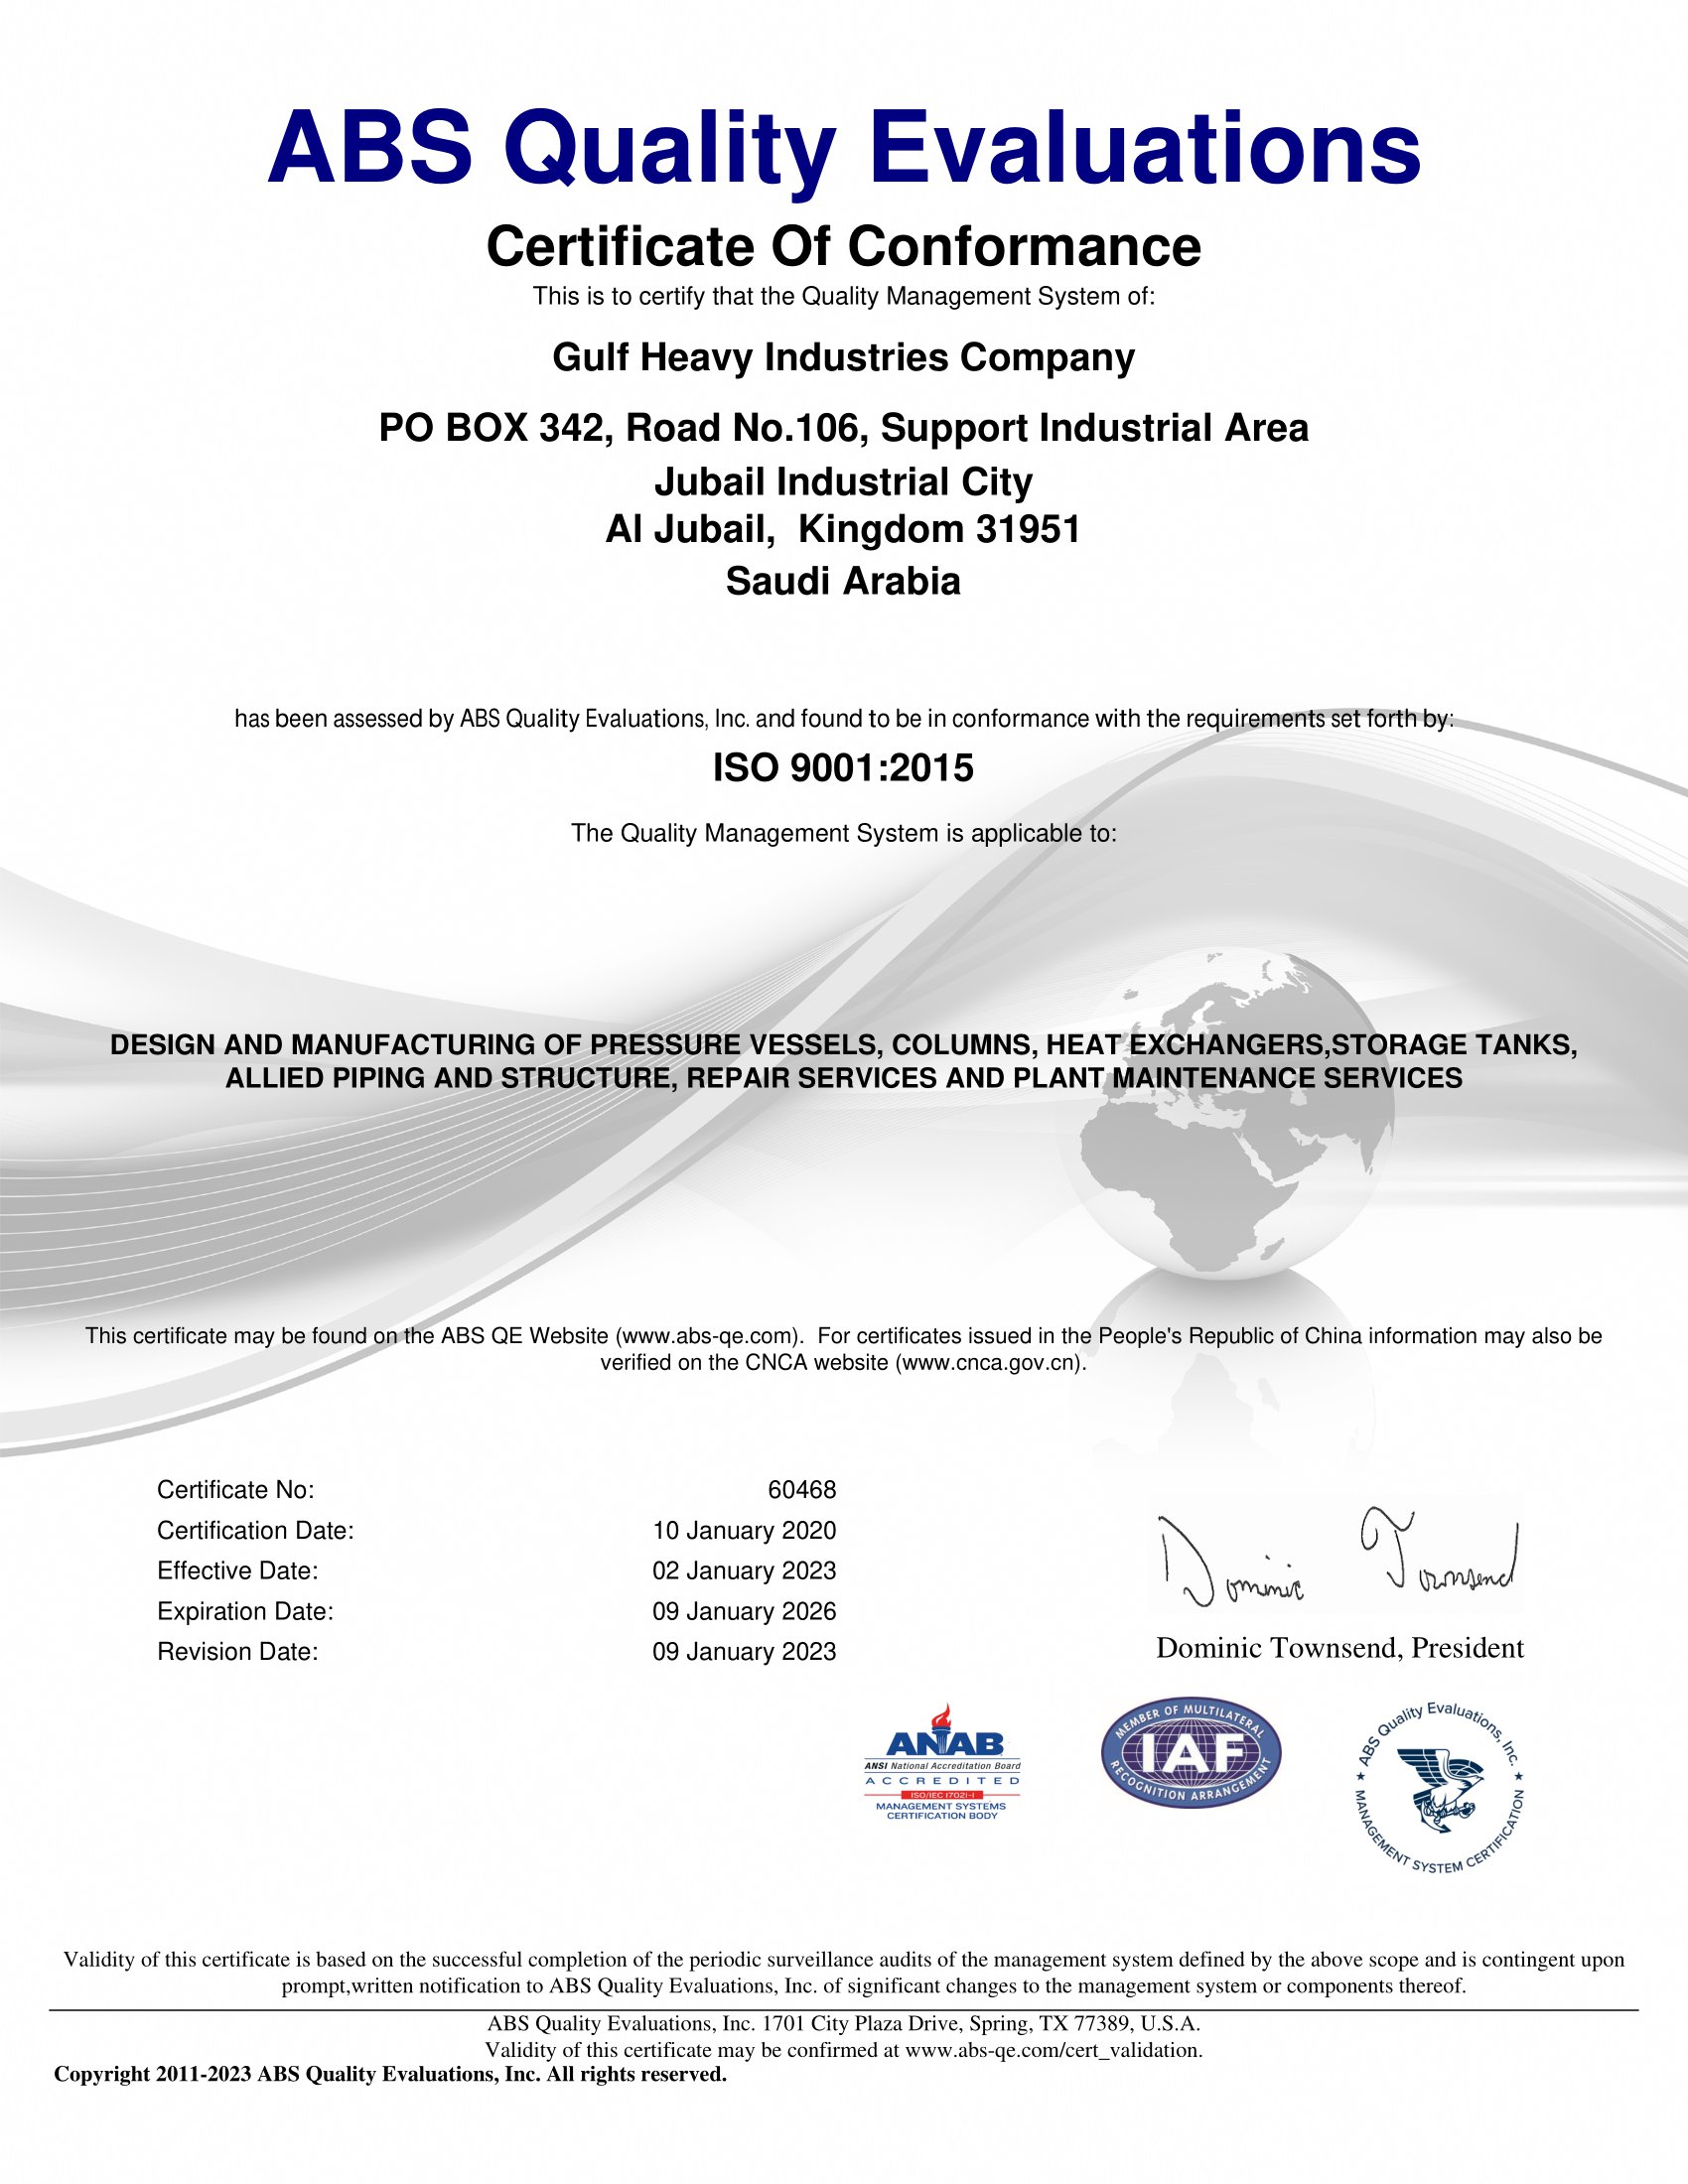 ABS Quality Evaluations
Certificate Of Conformance
This is to certify that the Quality Management System of:
Gulf Heavy Industries Company
PO BOX 342, Road No.106, Support Industrial Area
Jubail Industrial City
Al Jubail,  Kingdom 31951
Saudi Arabia
has been assessed by ABS Quality Evaluations, Inc. and found to be in conformance with the requirements set forth by:
ISO 9001:2015
The Quality Management System is applicable to:
DESIGN AND MANUFACTURING OF PRESSURE VESSELS, COLUMNS, HEAT EXCHANGERS,STORAGE TANKS,
ALLIED PIPING AND STRUCTURE, REPAIR SERVICES AND PLANT MAINTENANCE SERVICES
This certificate may be found on the ABS QE Website (www.abs-qe.com).  For certificates issued in the People's Republic of China information may also be
verified on the CNCA website (www.cnca.gov.cn).
Certificate No: 60468
Certification Date: 10 January 2020
Effective Date: 02 January 2023
Expiration Date: 09 January 2026
Revision Date: 09 January 2023
Dominic Townsend
Dominic Townsend, President
ANAB
ANSI National Accreditation Board
ACCREDITED
ISO/IEC 17021-1
MANAGEMENT SYSTEMS
CERTIFICATION BODY
MEMBER OF MULTILATERAL
IAF
RECOGNITION ARRANGEMENT
ABS Quality Evaluations, Inc.
MANAGEMENT SYSTEM CERTIFICATION
Validity of this certificate is based on the successful completion of the periodic surveillance audits of the management system defined by the above scope and is contingent upon
prompt,written notification to ABS Quality Evaluations, Inc. of significant changes to the management system or components thereof.
ABS Quality Evaluations, Inc. 1701 City Plaza Drive, Spring, TX 77389, U.S.A.
Validity of this certificate may be confirmed at www.abs-qe.com/cert_validation.
Copyright 2011-2023 ABS Quality Evaluations, Inc. All rights reserved.